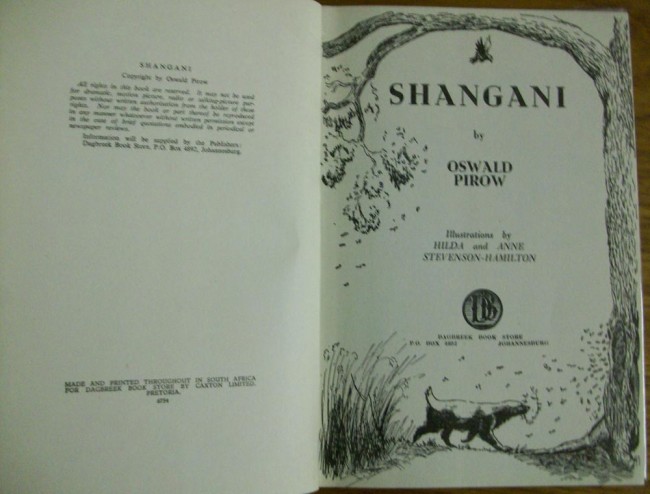 SHANGANI
Copyright by Oswald Pirow
All rights in this book are reserved. It may not be used
for dramatic, motion picture, radio or talking-picture pur-
poses without written authorisation from the holder of these
rights. Nor may the book or part thereof be reproduced
in any manner whatsoever without written permission except
in the case of brief quotations embodied in periodical or
newspaper reviews.
Information will be supplied by the Publishers:
Dagbreek Book Store, P.O. Box 4892, Johannesburg.
MADE AND PRINTED THROUGHOUT IN SOUTH AFRICA
FOR DAGBREEK BOOK STORE BY CAXTON LIMITED,
PRETORIA.
SHANGANI
by
OSWALD
PIROW
Illustrations by
HILDA and ANNE
STEVENSON-HAMILTON
DBS
DAGBREEK BOOK STORE
P.O. BOX 4892 JOHANNESBURG